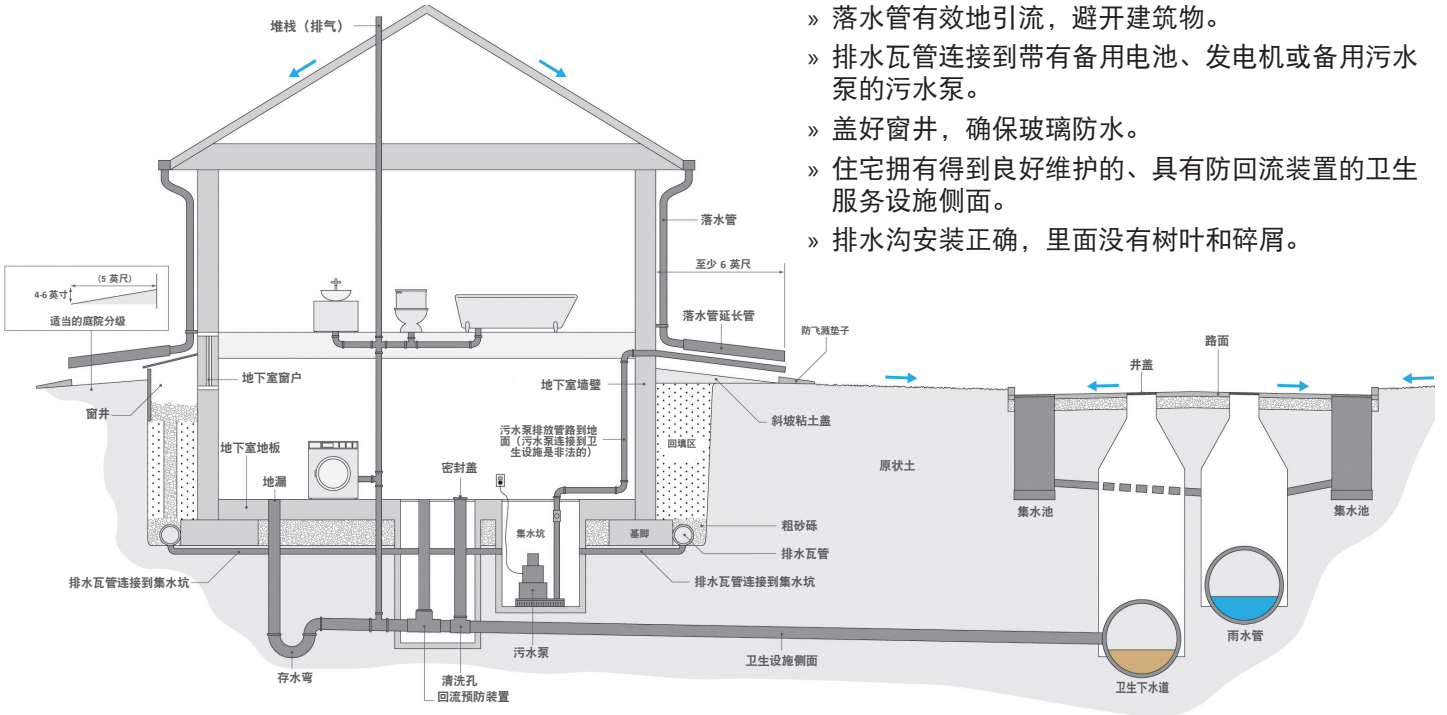 堆栈（排气）
» 落水管有效地引流，避开建筑物。
» 排水瓦管连接到带有备用电池、发电机或备用污水
泵的污水泵。
» 盖好窗井，确保玻璃防水。
» 住宅拥有得到良好维护的、具有防回流装置的卫生
服务设施侧面。
» 排水沟安装正确，里面没有树叶和碎屑。
落水管
至少 6 英尺
(5 英尺)
4-6 英寸
适当的庭院分级
落水管延长管
防飞溅垫子
路面
井盖
地下室窗户
地下室墙壁
窗井
斜坡粘土盖
污水泵排放管路到地
面（污水泵连接到卫
生设施是非法的）
回填区
地下室地板
密封盖
原状土
地漏
集水池
集水池
粗砂砾
集水坑
基脚
排水瓦管
排水瓦管连接到集水坑
排水瓦管连接到集水坑
雨水管
污水泵
卫生设施侧面
存水弯
清洗孔
回流预防装置
卫生下水道